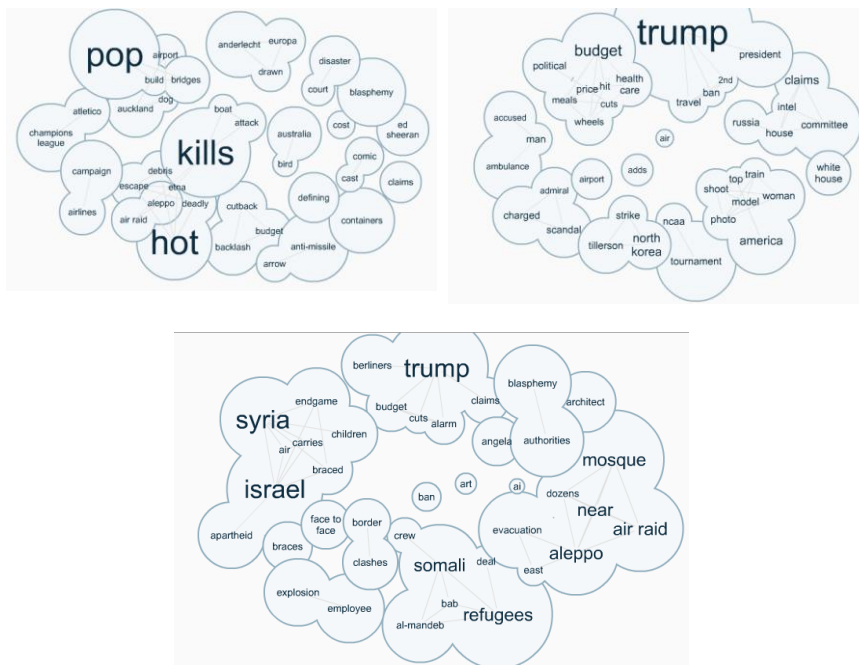 pop
airport
build
bridges
anderlecht
europa
drawn
disaster
court
blasphemy
atletico
champions
league
auckland
dog
boat
attack
kills
australia
bird
cost
ed
sheeran
comic
cast
claims
campaign
airlines
debris
escape
etna
aleppo
deadly
air raid
hot
cutback
budget
backlash
defining
containers
anti-missile
arrow
trump
president
2nd
ban
travel
budget
political
price
hit
health
care
meals
cuts
wheels
claims
intel
russia
house
committee
white
house
accused
man
ambulance
air
adds
airport
admiral
charged
scandal
strike
tillerson
north
korea
ncaa
tournament
top
train
shoot
model
woman
photo
america
berliners
trump
budget
cuts
claims
alarm
blasphemy
architect
angela
authorities
endgame
syria
carries
children
air
braced
israel
apartheid
mosque
dozens
near
air raid
evacuation
aleppo
east
ban
art
ai
face to
face
border
braces
clashes
crew
somali
deal
bab
al-mandeb
refugees
explosion
employee